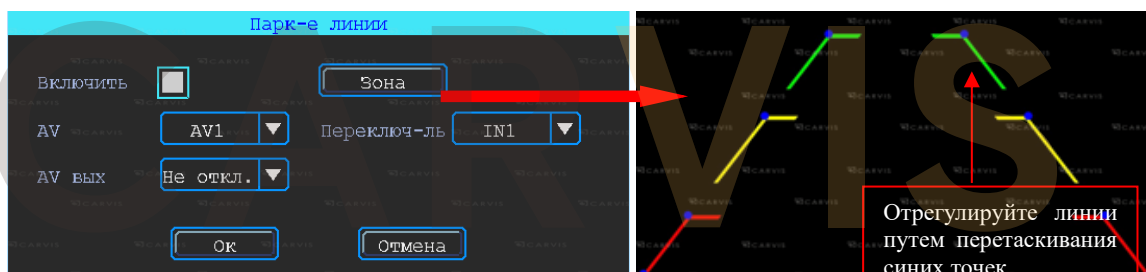 Парк-е линии
Включить
Зона
AV AV1 Переключ-ль IN1
AV вых Не откл.
Ок Отмена
Отрегулируйте линии
путем перетаскивания
синих точек
CARVIS